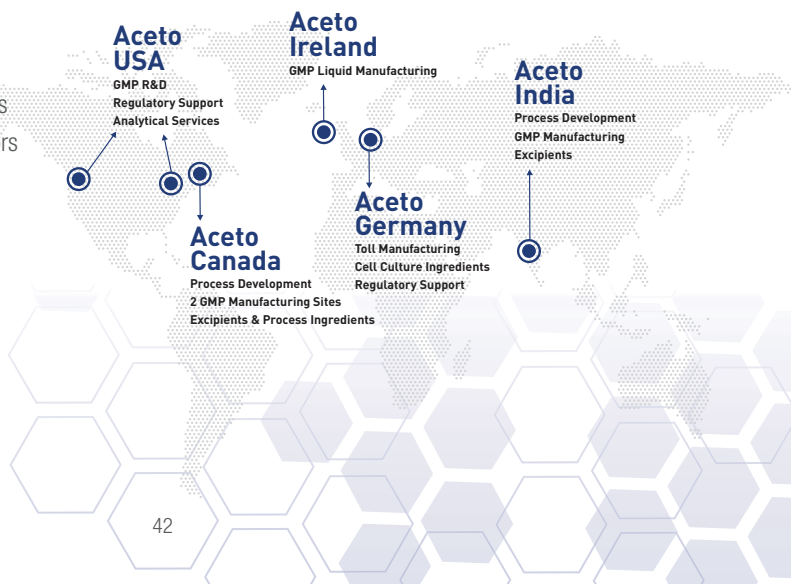 Aceto
USA
GMP R&D
Regulatory Support
Analytical Services
Aceto
Ireland
GMP Liquid Manufacturing
Aceto
India
Process Development
GMP Manufacturing
Excipients
Aceto
Canada
Process Development
2 GMP Manufacturing Sites
Excipients & Process Ingredients
Aceto
Germany
Toll Manufacturing
Cell Culture Ingredients
Regulatory Support
42